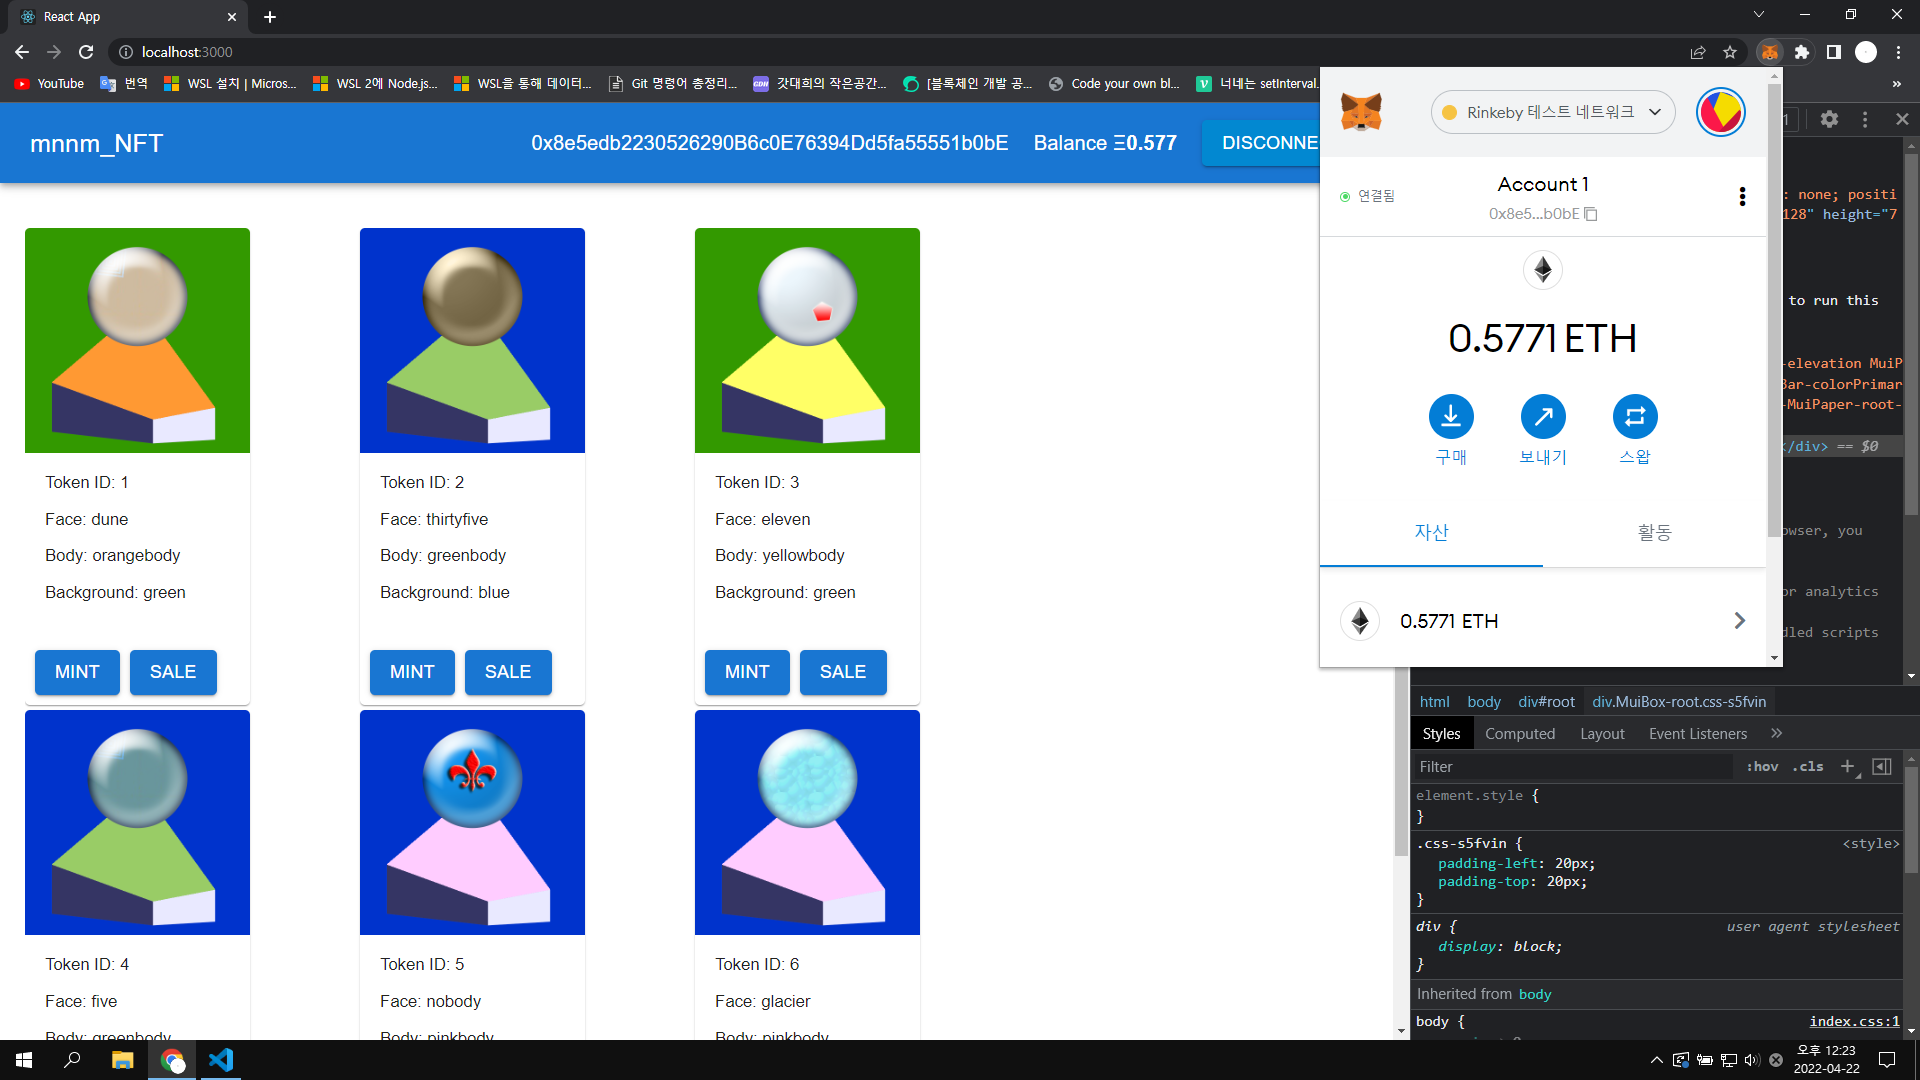 React App
localhost:3000
YouTube
번역
WSL 설치 | Micros...
WSL 2에 Node.js...
WSL을 통해 데이터...
Git 명령어 총정리...
갓대희의 작은공간...
[블록체인 개발 공...
Code your own bl...
너네는 setInterval
»
mnnm_NFT
0x8e5edb2230526290B6c0E76394Dd5fa55551b0bE
Balance Ξ0.577
DISCONNE
Token ID: 1
Face: dune
Body: orangebody
Background: green
MINT
SALE
Token ID: 2
Face: thirtyfive
Body: greenbody
Background: blue
MINT
SALE
Token ID: 3
Face: eleven
Body: yellowbody
Background: green
MINT
SALE
Token ID: 4
Face: five
Body: greenbody
Token ID: 5
Face: nobody
Body: pinkbody
Token ID: 6
Face: glacier
Body: pinkbody
Rinkeby 테스트 네트워크
연결됨
Account 1
0x8e5...b0bE
0.5771 ETH
구매
보내기
스왑
자산
활동
0.5771 ETH
1
: none; positi
128" height="7
to run this
-elevation MuiP
Bar-colorPrimar
-MuiPaper-root-
</div> == $0
owser, you
or analytics
dled scripts
html
body
div#root
div.MuiBox-root.css-s5fvin
Styles
Computed
Layout
Event Listeners
»
Filter
:hov
.cls
element.style {
}
.css-s5fvin {
<style>
padding-left: 20px;
padding-top: 20px;
}
div {
user agent stylesheet
display: block;
}
Inherited from body
body {
index.css:1
오후 12:23
2022-04-22